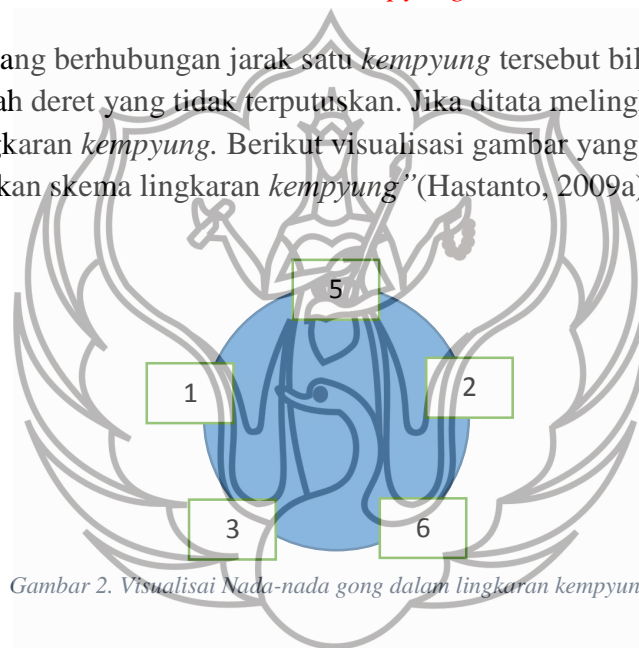 ang berhubungan jarak satu kempyung tersebut bil
ah deret yang tidak terputuskan. Jika ditata meling
gkaran kempyung. Berikut visualisasi gambar yang
kan skema lingkaran kempyung”(Hastanto, 2009a)
5
1 2
3 6
Gambar 2. Visualisai Nada-nada gong dalam lingkaran kempyun